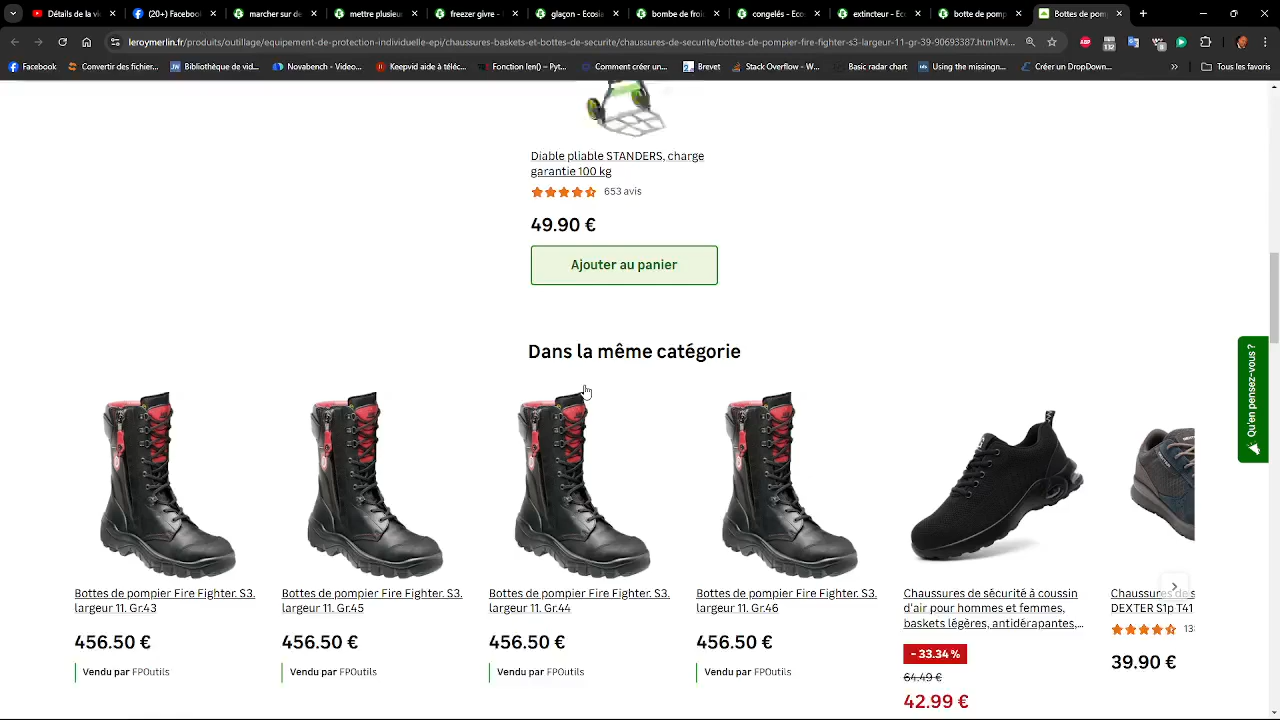 Détails de la vi
(20+) Facebook
marcher sur de
mettre plusieur
freezer givre -
glaçon - Ecosia
bombe de froi
congelés - Eco
extincteur - Ec
botte de pomp
Bottes de pomp
leroymerlin.fr/produits/outillage/equipement-de-protection-individuelle-epi/chaussures-baskets-et-bottes-de-securite/chaussures-de-securite/bottes-de-pompier-fire-fighter-s3-largeur-11-gr-39-90693387.html?M...
132
8
Facebook
Convertir des fichier...
Bibliothèque de vid...
Novabench - Video...
Keepvid aide à téléc...
Fonction len() – Pyt...
Comment créer un...
Brevet
Stack Overflow - W...
Basic radar chart
Using the missingn...
Créer un DropDown...
Tous les favoris
Diable pliable STANDERS, charge
garantie 100 kg
653 avis
49.90 €
Ajouter au panier
Qu'en pensez-vous ?
Dans la même catégorie
Bottes de pompier Fire Fighter. S3.
largeur 11. Gr.43
456.50 €
Vendu par FPOutils
Bottes de pompier Fire Fighter. S3.
largeur 11. Gr.45
456.50 €
Vendu par FPOutils
Bottes de pompier Fire Fighter. S3.
largeur 11. Gr.44
456.50 €
Vendu par FPOutils
Bottes de pompier Fire Fighter. S3.
largeur 11. Gr.46
456.50 €
Vendu par FPOutils
Chaussures de sécurité à coussin
d'air pour hommes et femmes,
baskets légères, antidérapantes,...
- 33.34 %
64.49 €
42.99 €
Chaussures de s
DEXTER S1p T41
13
39.90 €